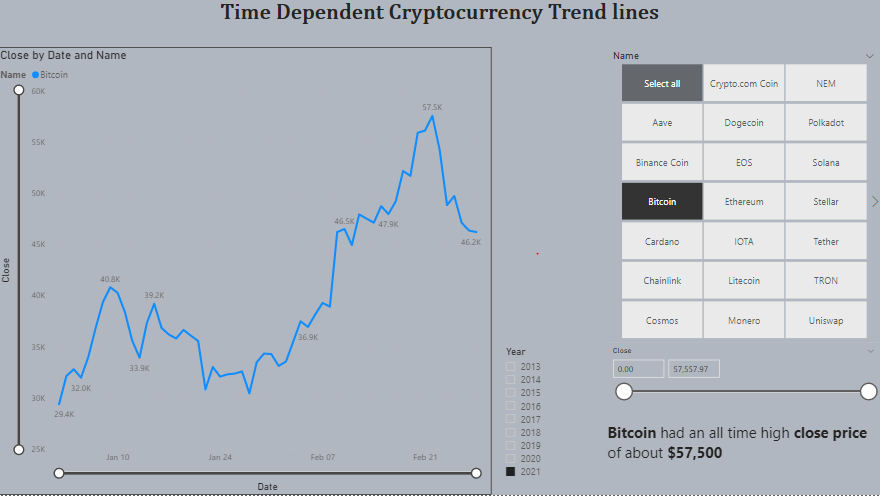 Time Dependent Cryptocurrency Trend lines
Close by Date and Name
Name Bitcoin
60K
55K
50K
45K
40K
35K
30K
25K
Close
29.4K
32.0K
40.8K
33.9K
39.2K
36.9K
46.5K
47.9K
57.5K
46.2K
Jan 10
Jan 24
Feb 07
Feb 21
Date
Name
Select all
Crypto.com Coin
NEM
Aave
Dogecoin
Polkadot
Binance Coin
EOS
Solana
Bitcoin
Ethereum
Stellar
Cardano
IOTA
Tether
Chainlink
Litecoin
TRON
Cosmos
Monero
Uniswap
Year
2013
2014
2015
2016
2017
2018
2019
2020
2021
Close
0.00
57,557.97
Bitcoin had an all time high close price
of about $57,500